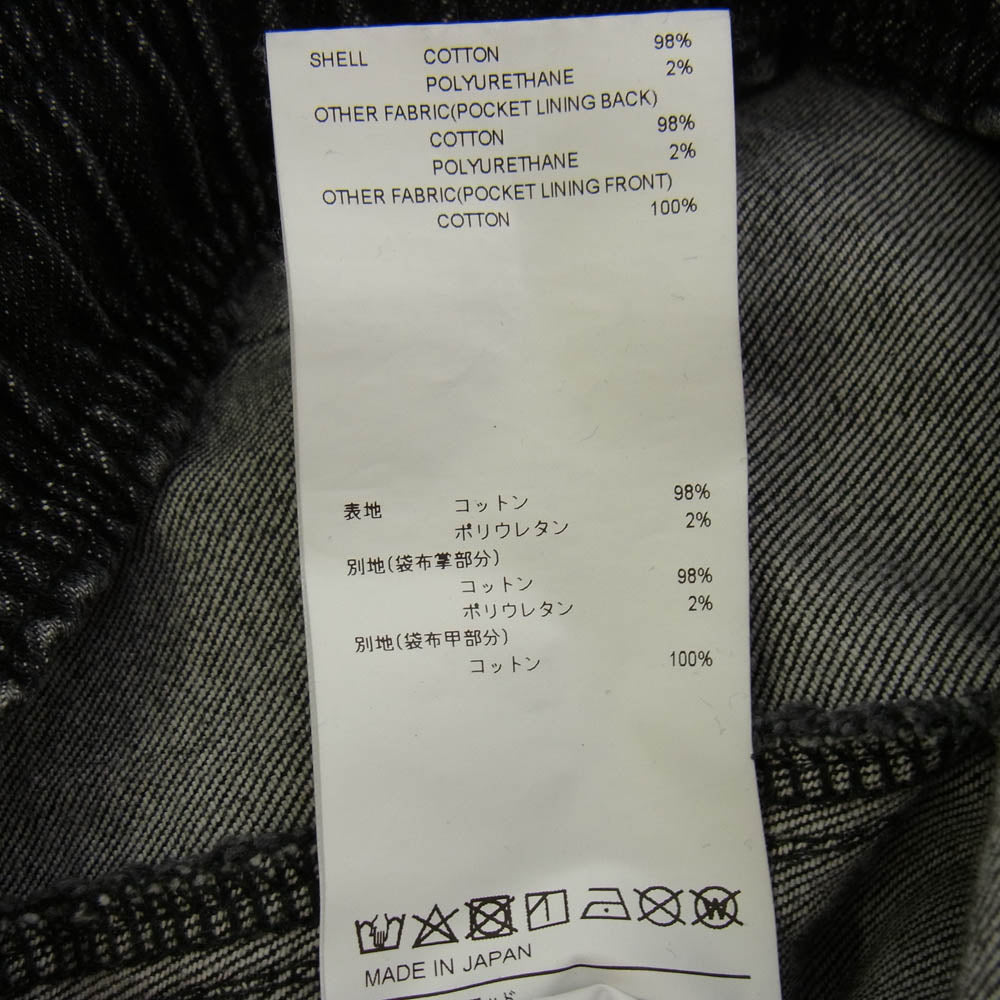 SHELL COTTON 98%
POLYURETHANE 2%
OTHER FABRIC(POCKET LINING BACK)
COTTON 98%
POLYURETHANE 2%
OTHER FABRIC(POCKET LINING FRONT)
COTTON 100%
表地 コットン 98%
ポリウレタン 2%
別地(袋布掌部分)
コットン 98%
ポリウレタン 2%
別地(袋布甲部分)
コットン 100%
W
MADE IN JAPAN